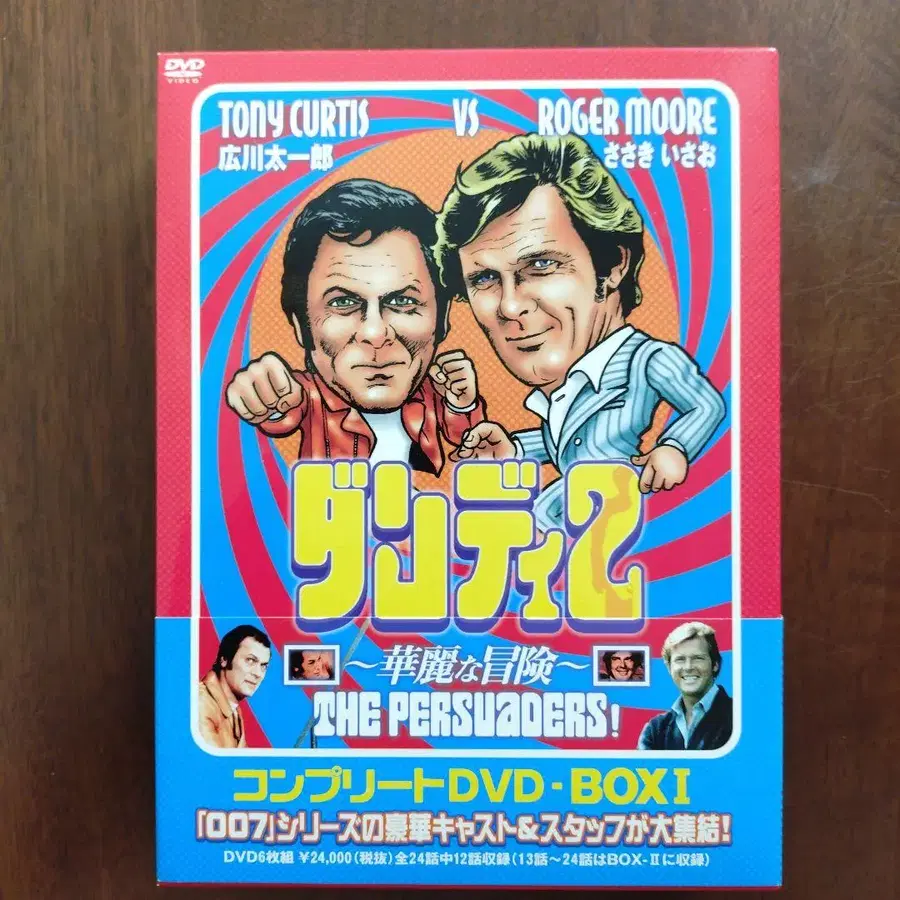 DVD
VIDEO
TONY CURTIS VS ROGER MOORE
広川太一郎 ささき いさお
ダンディ2
～華麗な冒険～
THE PERSUADERS!
コンプリートDVD-BOXI
「007」シリーズの豪華キャスト&スタッフが大集結!
DVD6枚組 ¥24,000(税抜)全24話中12話収録(13話～24話はBOX-Ⅱに収録)